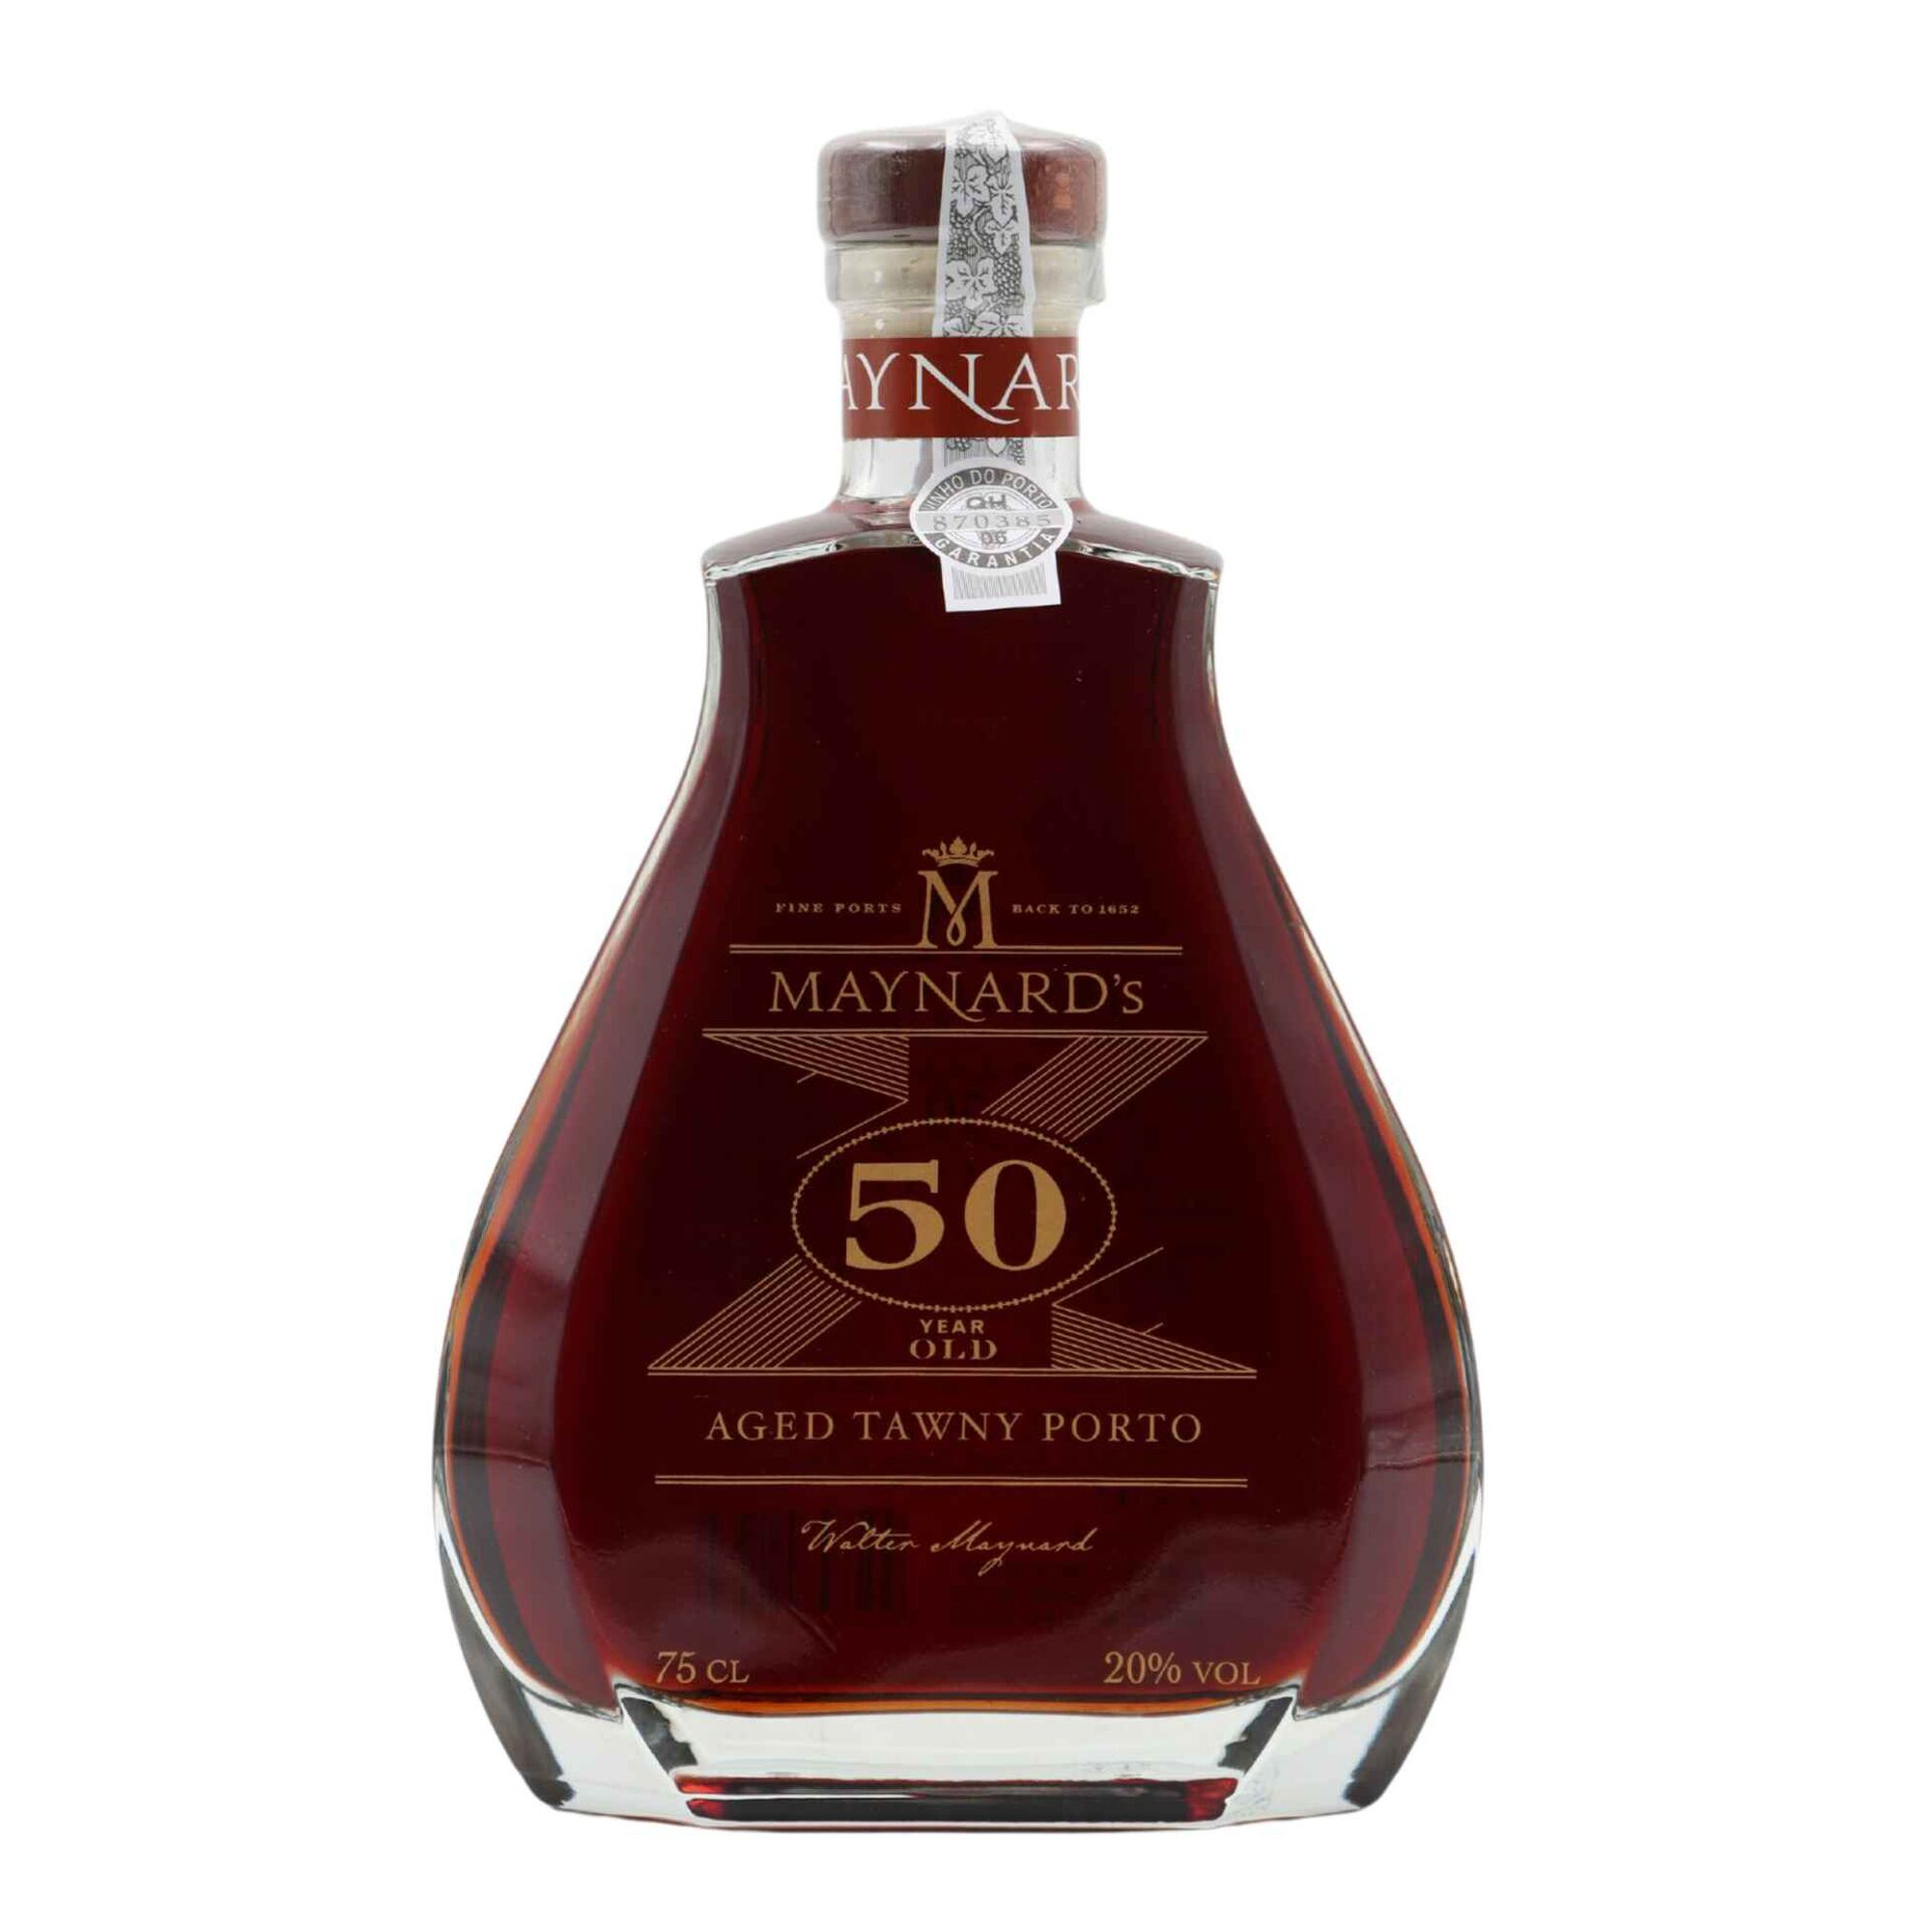 AYNAR
VINHO DO PORTO
870385
GARANTIA
M
FINE PORTS BACK TO 1652
MAYNARD'S
50
YEAR
OLD
AGED TAWNY PORTO
Walter Maynard
75 CL 20% VOL